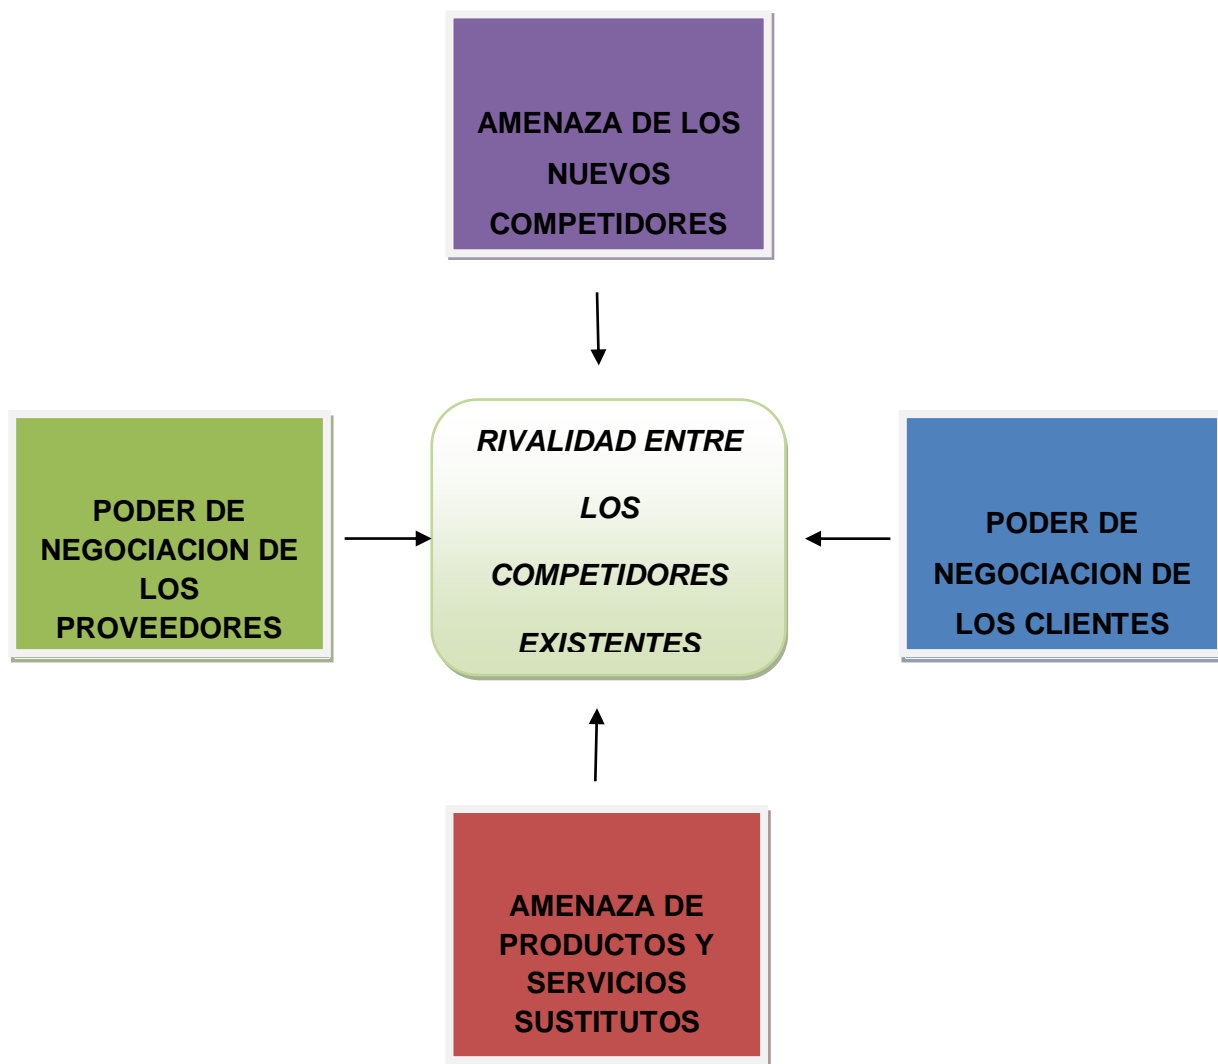 AMENAZA DE LOS
NUEVOS
COMPETIDORES
PODER DE
NEGOCIACION DE
LOS
PROVEEDORES
RIVALIDAD ENTRE
LOS
COMPETIDORES
EXISTENTES
PODER DE
NEGOCIACION DE
LOS CLIENTES
AMENAZA DE
PRODUCTOS Y
SERVICIOS
SUSTITUTOS